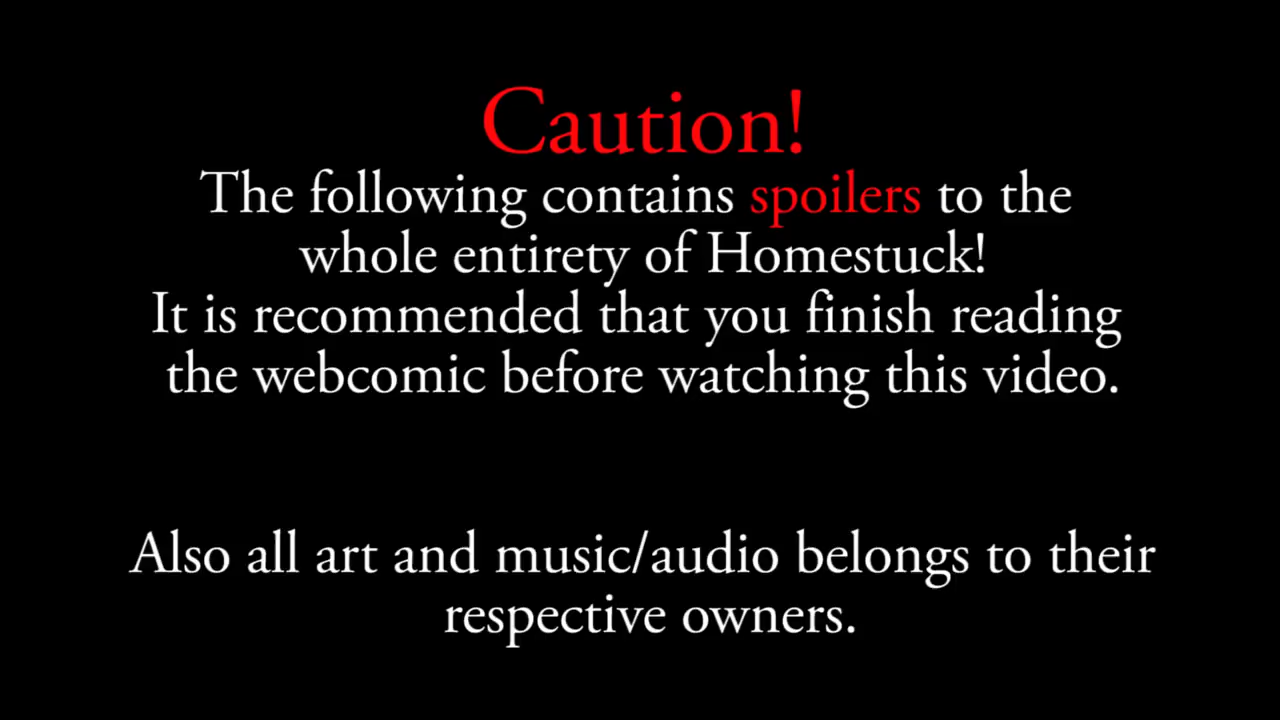 Caution!
The following contains spoilers to the
whole entirety of Homestuck!
It is recommended that you finish reading
the webcomic before watching this video.
Also all art and music/audio belongs to their
respective owners.